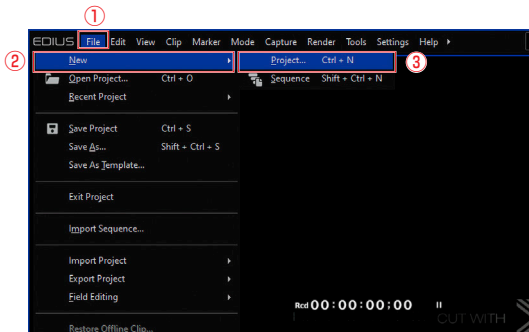 ①
EDIUS File Edit View Clip Marker Mode Capture Render Tools Settings Help
② New Project... Ctrl + N ③
Open Project... Ctrl + O Sequence Shift + Ctrl + N
Recent Project
Save Project Ctrl + S
Save As... Shift + Ctrl + S
Save As Template...
Exit Project
Import Sequence...
Import Project
Export Project
Field Editing
Rcd 00:00:00;00
CUT WITH
Restore Offline Clip...